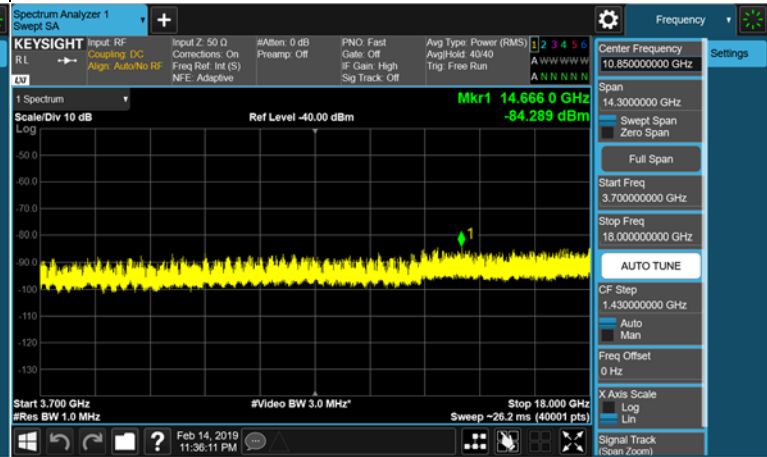 Spectrum Analyzer 1
Swept SA
+
Frequency
KEYSIGHT
RL
LXI
Input: RF
Coupling: DC
Align: Auto/No RF
Input Z: 50 Ω
Corrections: On
Freq Ref: Int (S)
NFE: Adaptive
#Atten: 0 dB
Preamp: Off
PNO: Fast
Gate: Off
IF Gain: High
Sig Track: Off
Avg Type: Power (RMS)
Avg|Hold: 40/40
Trig: Free Run
1 2 3 4 5 6
A W W W W W
A N N N N N
Center Frequency
10.850000000 GHz
Settings
Span
14.3000000 GHz
Swept Span
Zero Span
Full Span
Start Freq
3.700000000 GHz
Stop Freq
18.000000000 GHz
AUTO TUNE
CF Step
1.430000000 GHz
Auto
Man
Freq Offset
0 Hz
X Axis Scale
Log
Lin
Signal Track
(Span Zoom)
1 Spectrum
Scale/Div 10 dB
Ref Level -40.00 dBm
Mkr1 14.666 0 GHz
-84.289 dBm
Log
-50.0
-60.0
-70.0
-80.0
-90.0
-100
-110
-120
-130
1
Start 3.700 GHz
#Res BW 1.0 MHz
#Video BW 3.0 MHz*
Stop 18.000 GHz
Sweep ~26.2 ms (40001 pts)
?
Feb 14, 2019
11:36:11 PM